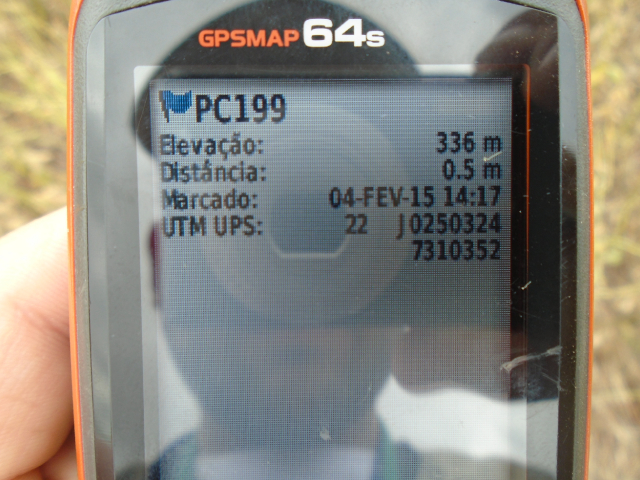 GPSMAP 64s
PC199
Elevação: 336 m
Distância: 0.5 m
Marcado: 04-FEV-15 14:17
UTM UPS: 22 J 0250324
7310352